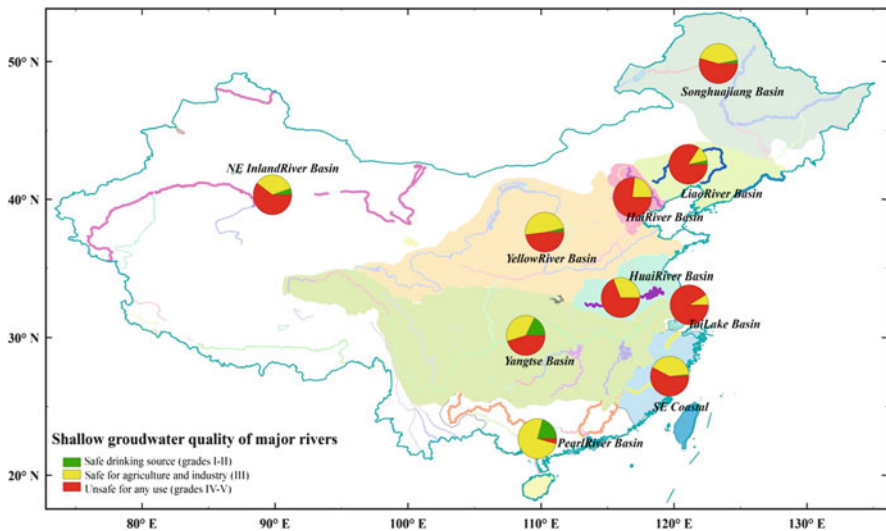 50° N
Songhuajiang Basin
NE InlandRiver Basin
40° N
LiaoRiver Basin
HaiRiver Basin
YellowRiver Basin
HuaiRiver Basin
TaiLake Basin
30° N
Yangtse Basin
SE Coastal
PearlRiver Basin
Shallow groudwater quality of major rivers
Safe drinking source (grades I-II)
Safe for agriculture and industry (III)
Unsafe for any use (grades IV-V)
20° N
80° E
90° E
100° E
110° E
120° E
130° E